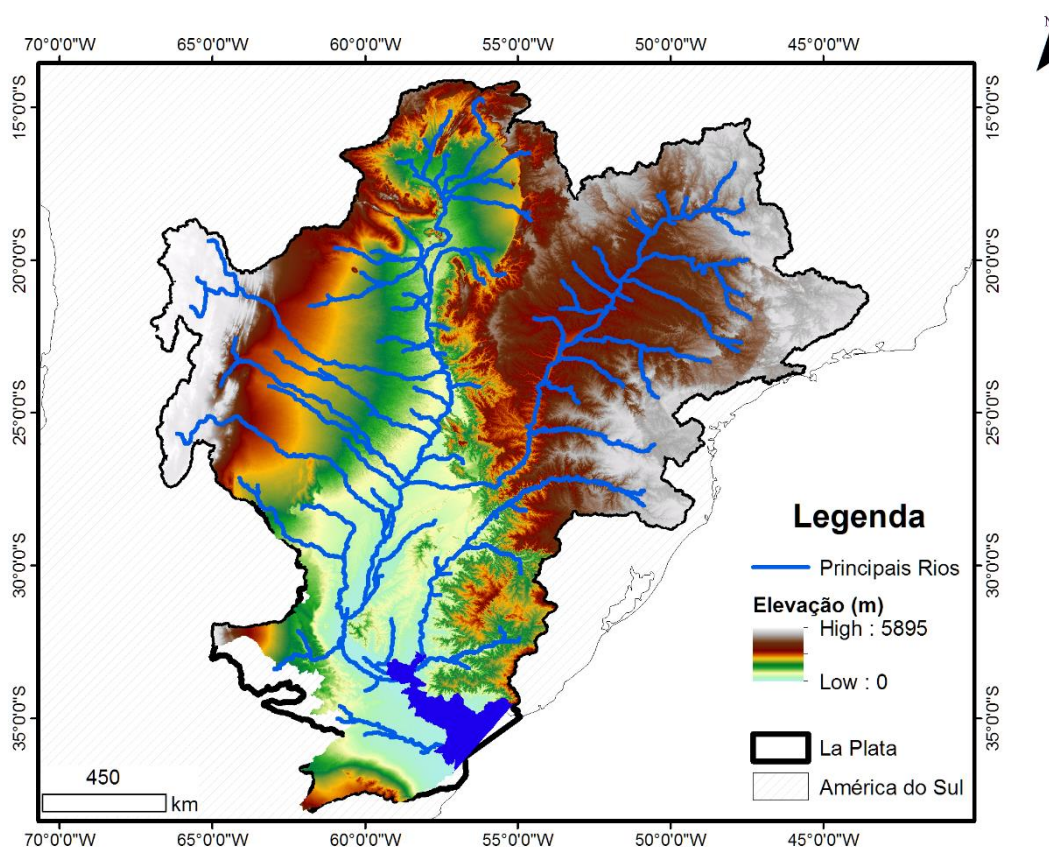 N
70°0'0"W 65°0'0"W 60°0'0"W 55°0'0"W 50°0'0"W 45°0'0"W
15°0'0"S 15°0'0"S
20°0'0"S 20°0'0"S
25°0'0"S 25°0'0"S
30°0'0"S 30°0'0"S
35°0'0"S 35°0'0"S
Legenda
Principais Rios
Elevação (m)
High : 5895
Low : 0
La Plata
América do Sul
450
km
70°0'0"W 65°0'0"W 60°0'0"W 55°0'0"W 50°0'0"W 45°0'0"W